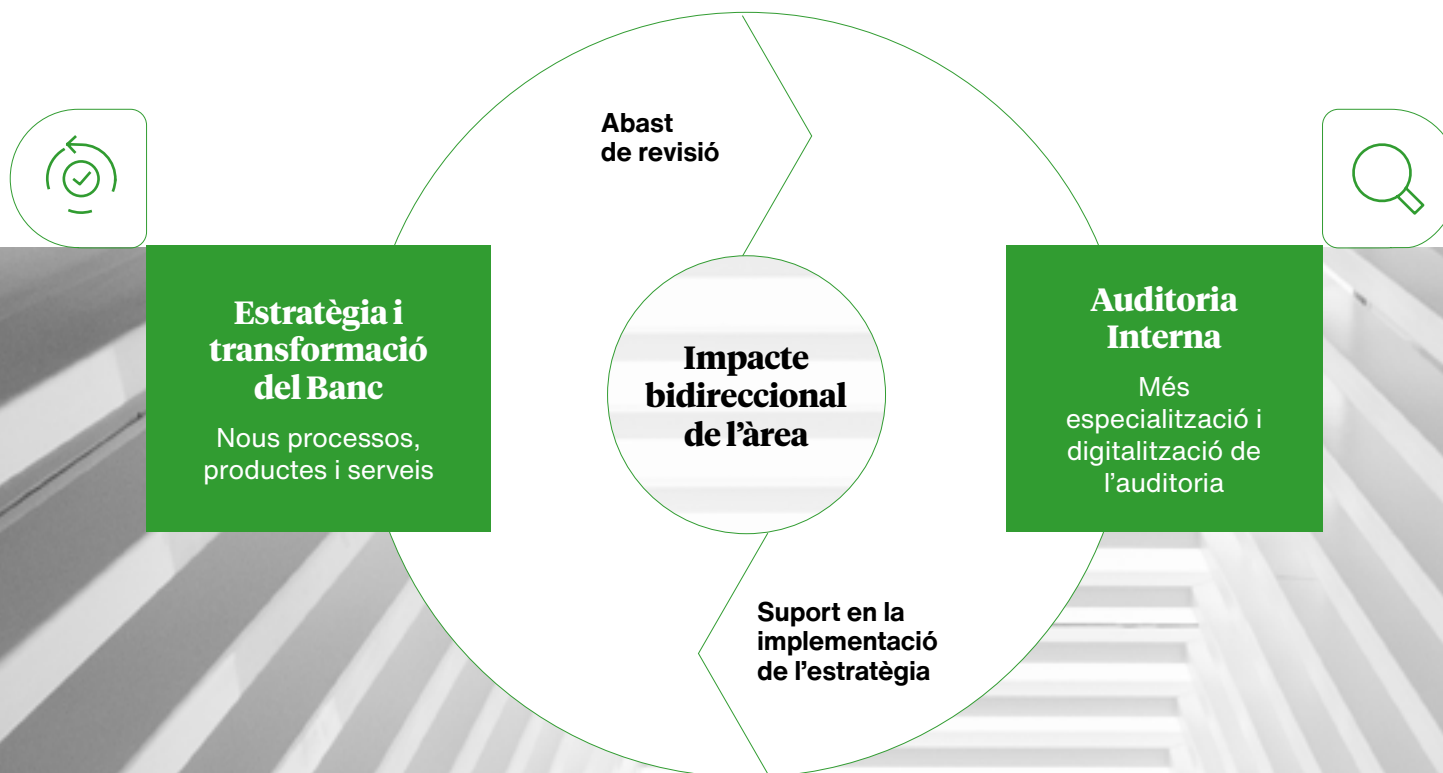 Abast
de revisió
Estratègia i
transformació
del Banc
Nous processos,
productes i serveis
Impacte
bidireccional
de l’àrea
Auditoria
Interna
Més
especialització i
digitalització de
l’auditoria
Suport en la
implementació
de l’estratègia